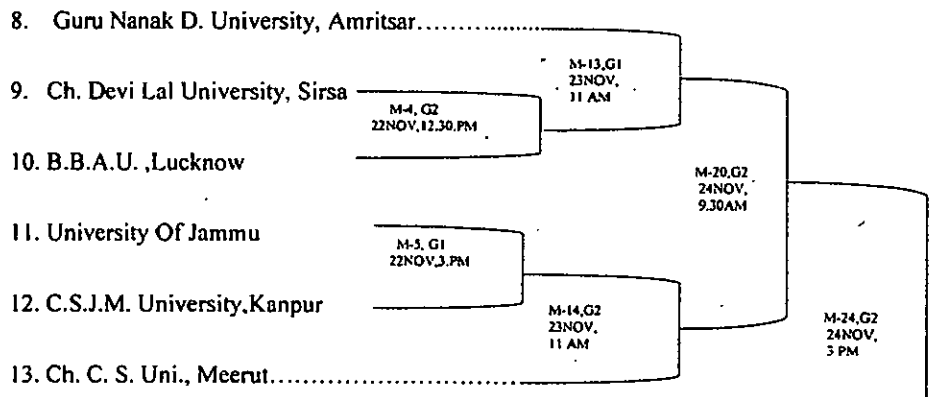 8. Guru Nanak D. University, Amritsar..................
M-13,G1
23NOV,
11 AM
9. Ch. Devi Lal University, Sirsa
M-4, G2
22NOV,12.30.PM
10. B.B.A.U. ,Lucknow
M-20,G2
24NOV,
9.30AM
11. University Of Jammu
M-5, G1
22NOV,3.PM
12. C.S.J.M. University,Kanpur
M-14,G2
23NOV,
11 AM
M-24,G2
24NOV,
3 PM
13. Ch. C. S. Uni., Meerut......................